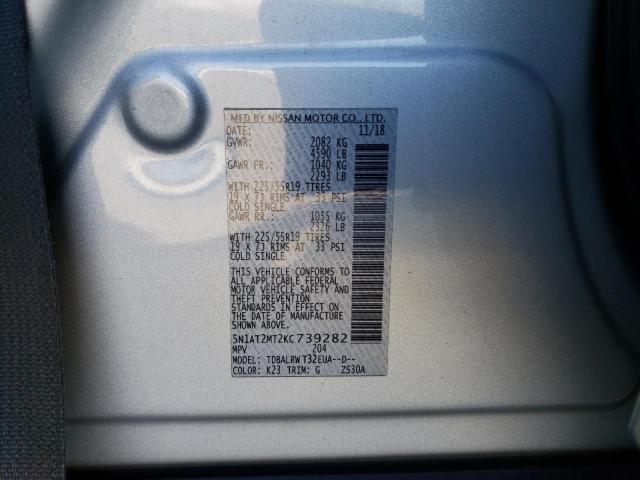 MFD BY NISSAN MOTOR CO., LTD.
DATE: 11/18
GVWR: 2082 KG
4590 LB
GAWR FR.: 1040 KG
2293 LB
WITH 225/55R19 TIRES
19 X 7J RIMS AT 33 PSI
COLD SINGLE
GAWR RR.: 1055 KG
2326 LB
WITH 225/55R19 TIRES
19 X 7J RIMS AT 33 PSI
COLD SINGLE
THIS VEHICLE CONFORMS TO
ALL APPLICABLE FEDERAL
MOTOR VEHICLE SAFETY AND
THEFT PREVENTION
STANDARDS IN EFFECT ON
THE DATE OF MANUFACTURE
SHOWN ABOVE.
5N1AT2MT2KC739282
MPV 204
MODEL: TDBALRWT32EUA--D--
COLOR: K23 TRIM: G ZS30A